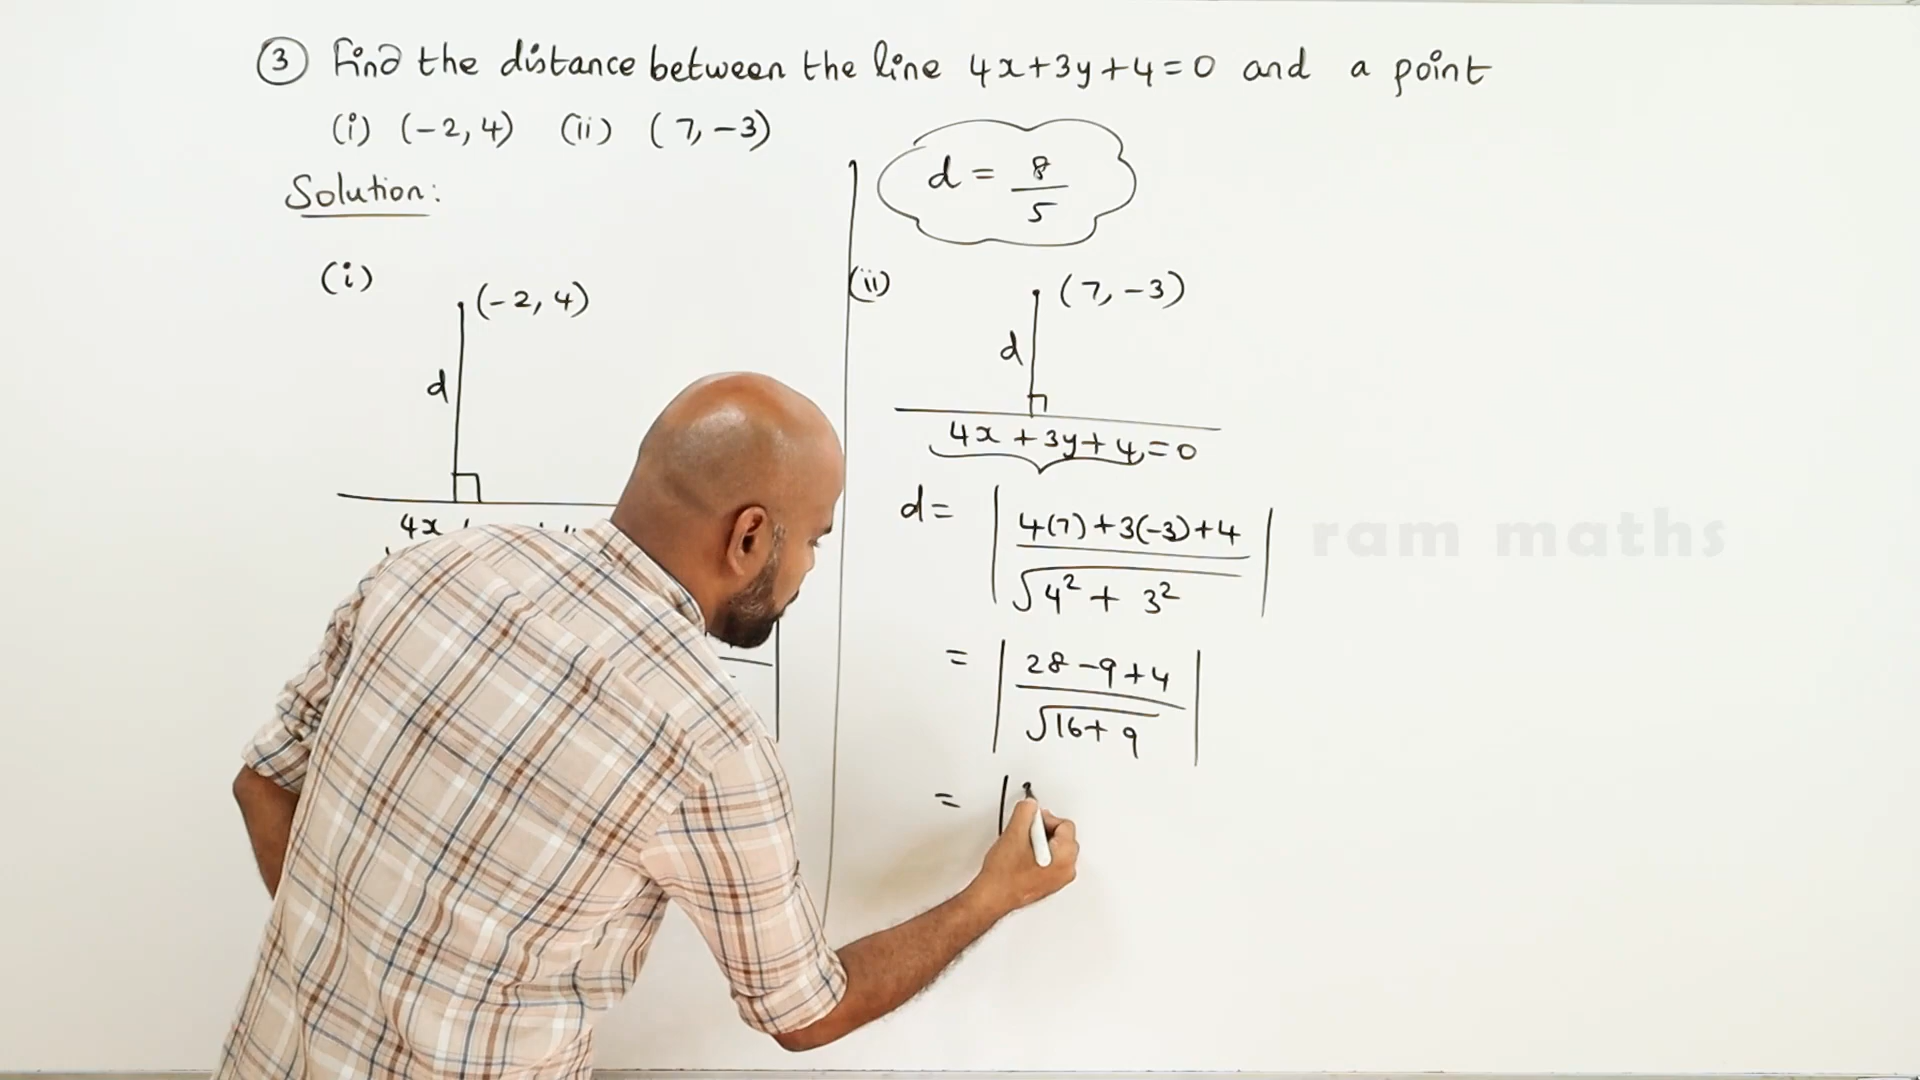 ③ Find the distance between the line 4x+3y+4=0 and a point
(i) (-2, 4) (ii) (7, -3)
Solution:
(i)
(-2, 4)
d
4x
d = 8/5
(ii)
(7, -3)
d
4x + 3y + 4 = 0
d = | 4(7)+3(-3)+4 / √4² + 3² |
= | 28-9+4 / √16+9 |
= |
ram maths